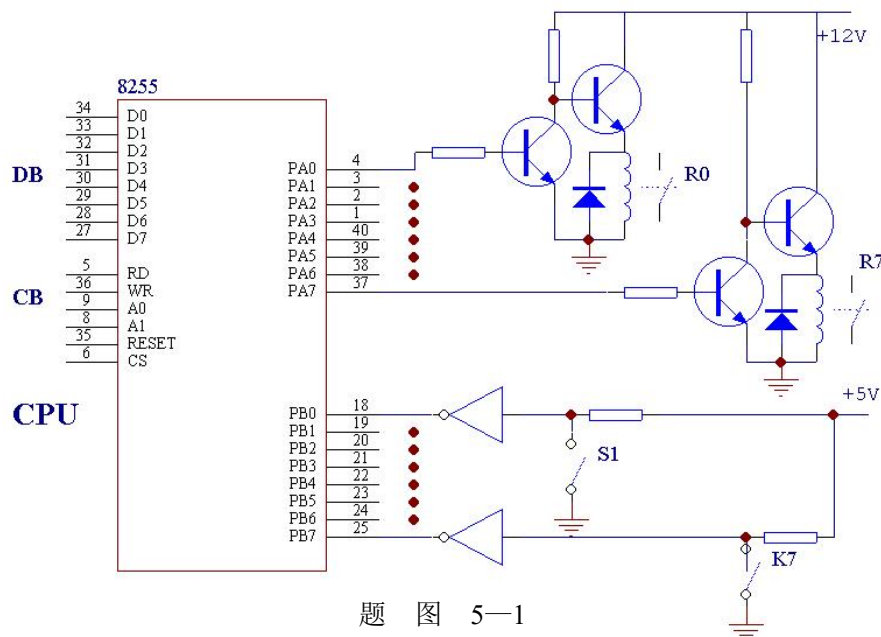 +12V
8255
34 D0
33 D1
32 D2
31 D3
30 D4
29 D5
28 D6
27 D7
DB
5 RD
36 WR
9 A0
8 A1
35 RESET
6 CS
CB
CPU
PA0 4
PA1 3
PA2 2
PA3 1
PA4 40
PA5 39
PA6 38
PA7 37
R0
R7
+5V
PB0 18
PB1 19
PB2 20
PB3 21
PB4 22
PB5 23
PB6 24
PB7 25
S1
K7
题 图 5—1